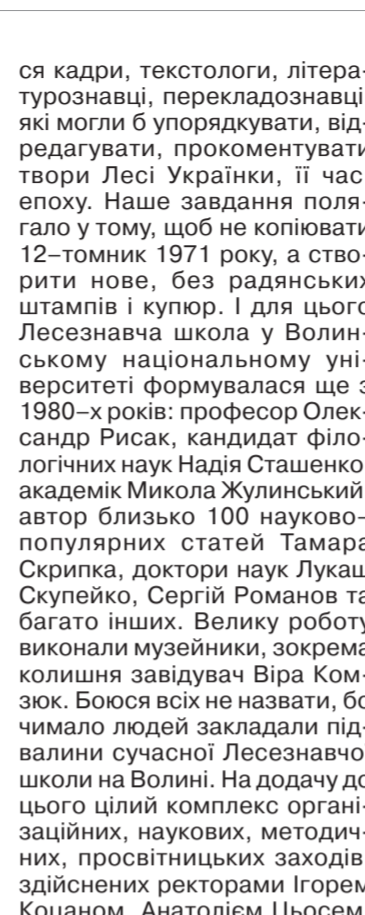 ся кадри, текстологи, літера-
турознавці, перекладознавці
які могли б упорядкувати, від-
редагувати, прокоментувати
твори Лесі Українки, її час
епоху. Наше завдання поля-
гало у тому, щоб не копіювати
12–томник 1971 року, а ство-
рити нове, без радянських
штампів і купюр. І для цього
Лесезнавча школа у Волин-
ському національному уні-
верситеті формувалася ще з
1980–х років: професор Олек-
сандр Рисак, кандидат філо-
логічних наук Надія Сташенко
академік Микола Жулинський
автор близько 100 науково–
популярних статей Тамара
Скрипка, доктори наук Лукаш
Скупейко, Сергій Романов та
багато інших. Велику роботу
виконали музейники, зокрема
колишня завідувач Віра Ком-
зюк. Боюся всіх не назвати, бо
чимало людей закладали під-
валини сучасної Лесезнавчої
школи на Волині. На додачу до
цього цілий комплекс органі-
заційних, наукових, методич-
них, просвітницьких заходів
здійснених ректорами Ігорем
Коцаном, Анатолієм Цьосем